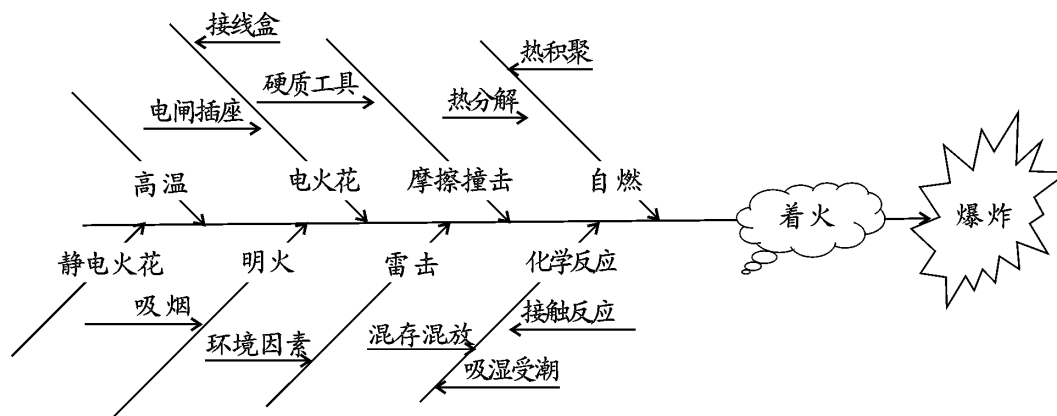 接线盒
热积聚
硬质工具
热分解
电闸插座
高温
电火花
摩擦撞击
自燃
着火
爆炸
静电火花
明火
雷击
化学反应
吸烟
接触反应
环境因素
混存混放
吸湿受潮